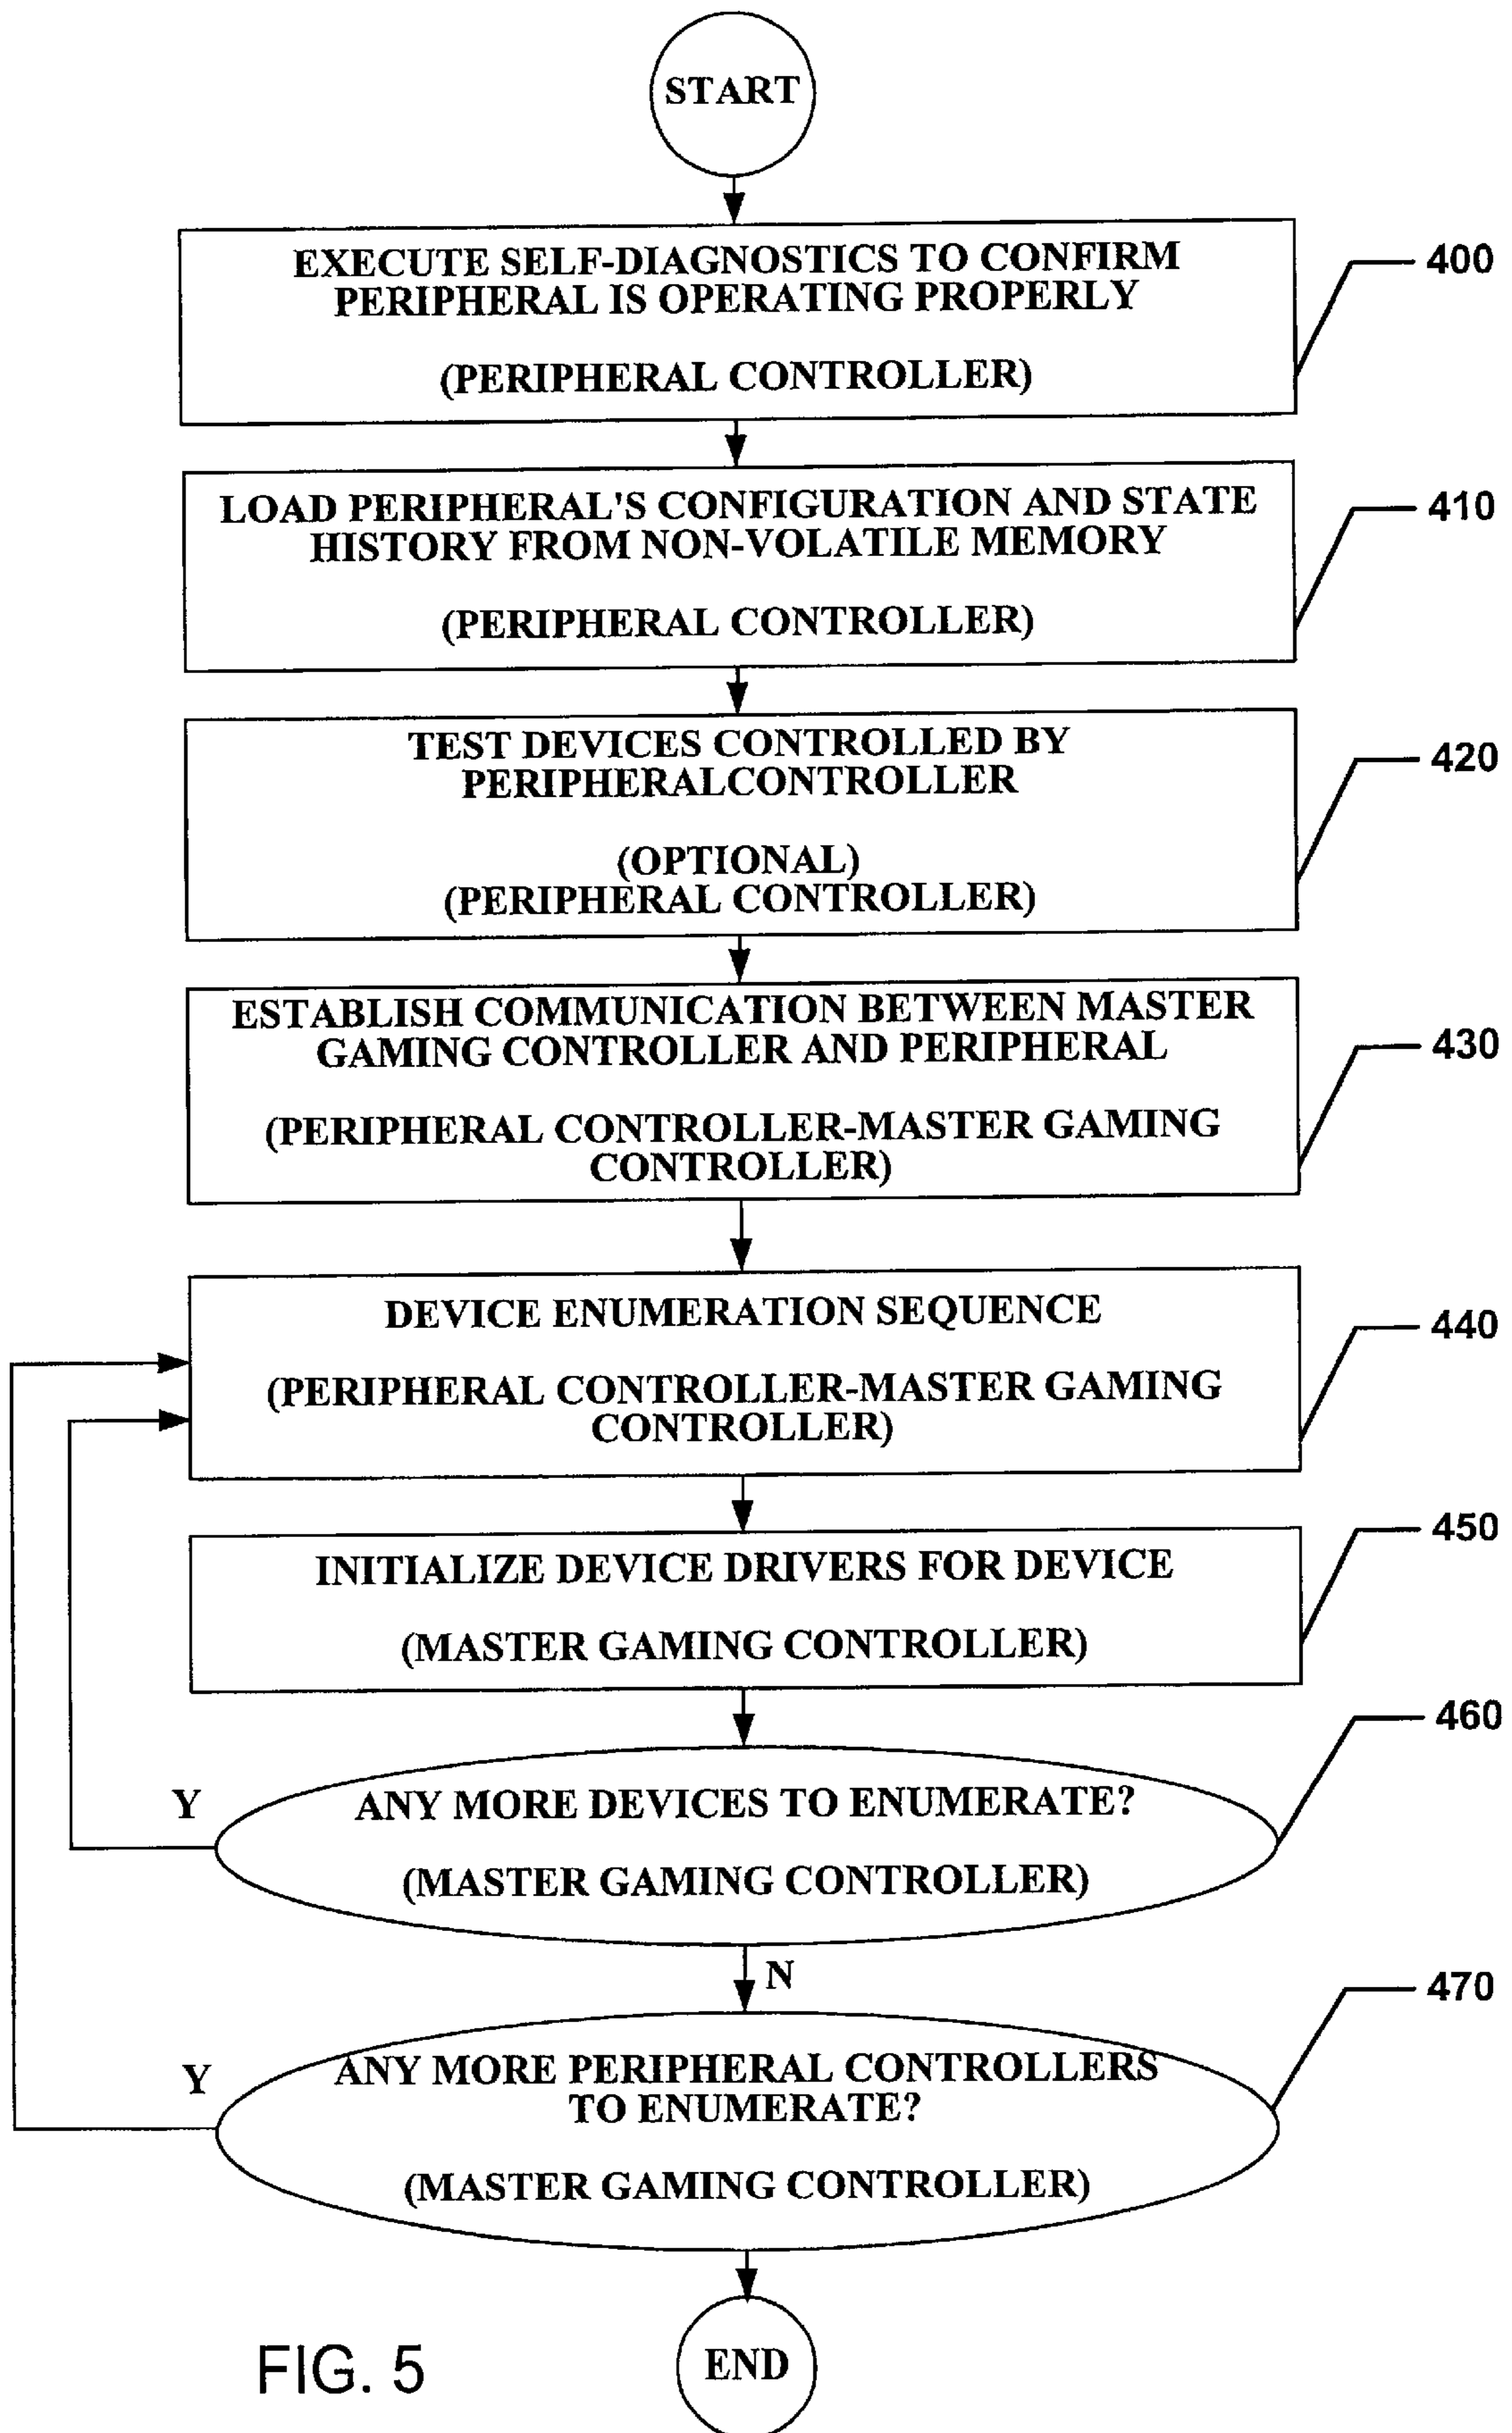 START
EXECUTE SELF-DIAGNOSTICS TO CONFIRM
PERIPHERAL IS OPERATING PROPERLY
(PERIPHERAL CONTROLLER)
400
LOAD PERIPHERAL'S CONFIGURATION AND STATE
HISTORY FROM NON-VOLATILE MEMORY
(PERIPHERAL CONTROLLER)
410
TEST DEVICES CONTROLLED BY
PERIPHERALCONTROLLER
(OPTIONAL)
(PERIPHERAL CONTROLLER)
420
ESTABLISH COMMUNICATION BETWEEN MASTER
GAMING CONTROLLER AND PERIPHERAL
(PERIPHERAL CONTROLLER-MASTER GAMING
CONTROLLER)
430
DEVICE ENUMERATION SEQUENCE
(PERIPHERAL CONTROLLER-MASTER GAMING
CONTROLLER)
440
INITIALIZE DEVICE DRIVERS FOR DEVICE
(MASTER GAMING CONTROLLER)
450
Y
ANY MORE DEVICES TO ENUMERATE?
(MASTER GAMING CONTROLLER)
460
N
Y
ANY MORE PERIPHERAL CONTROLLERS
TO ENUMERATE?
(MASTER GAMING CONTROLLER)
470
END
FIG. 5